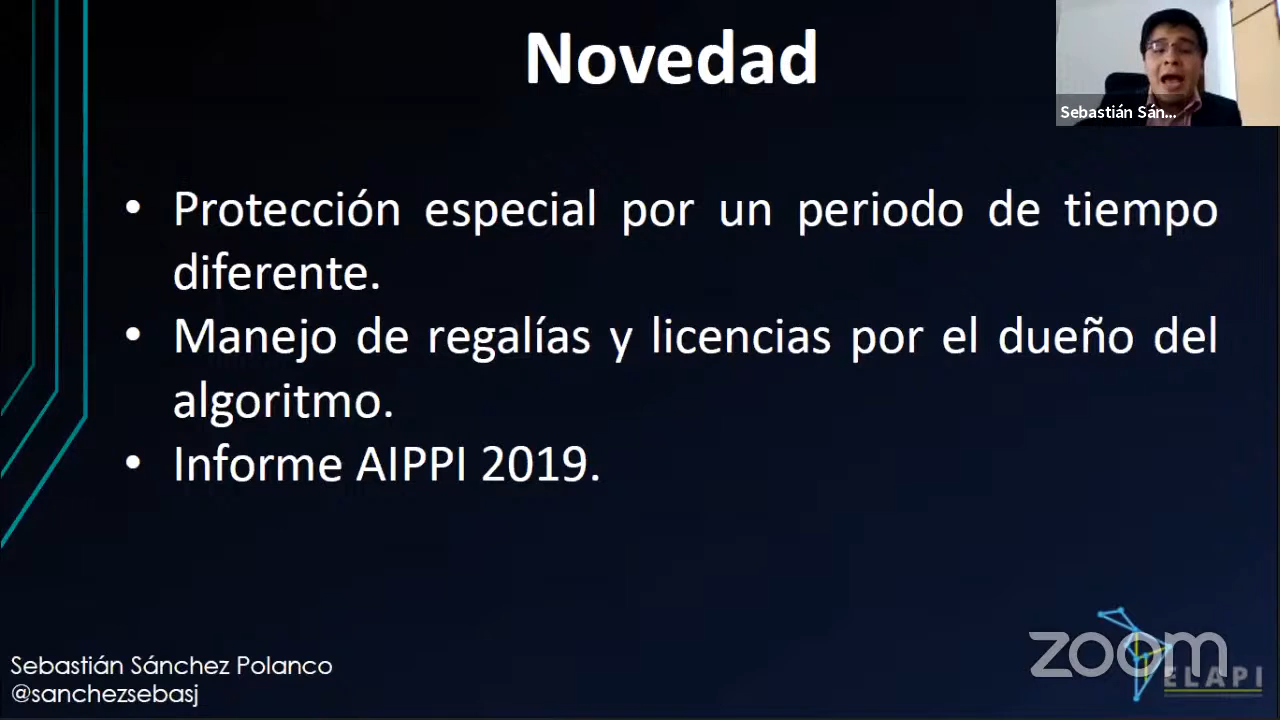 Novedad
Sebastián Sán...
• Protección especial por un periodo de tiempo
diferente.
• Manejo de regalías y licencias por el dueño del
algoritmo.
• Informe AIPPI 2019.
Sebastián Sánchez Polanco
@sanchezsebasj
zoom
ELAPI